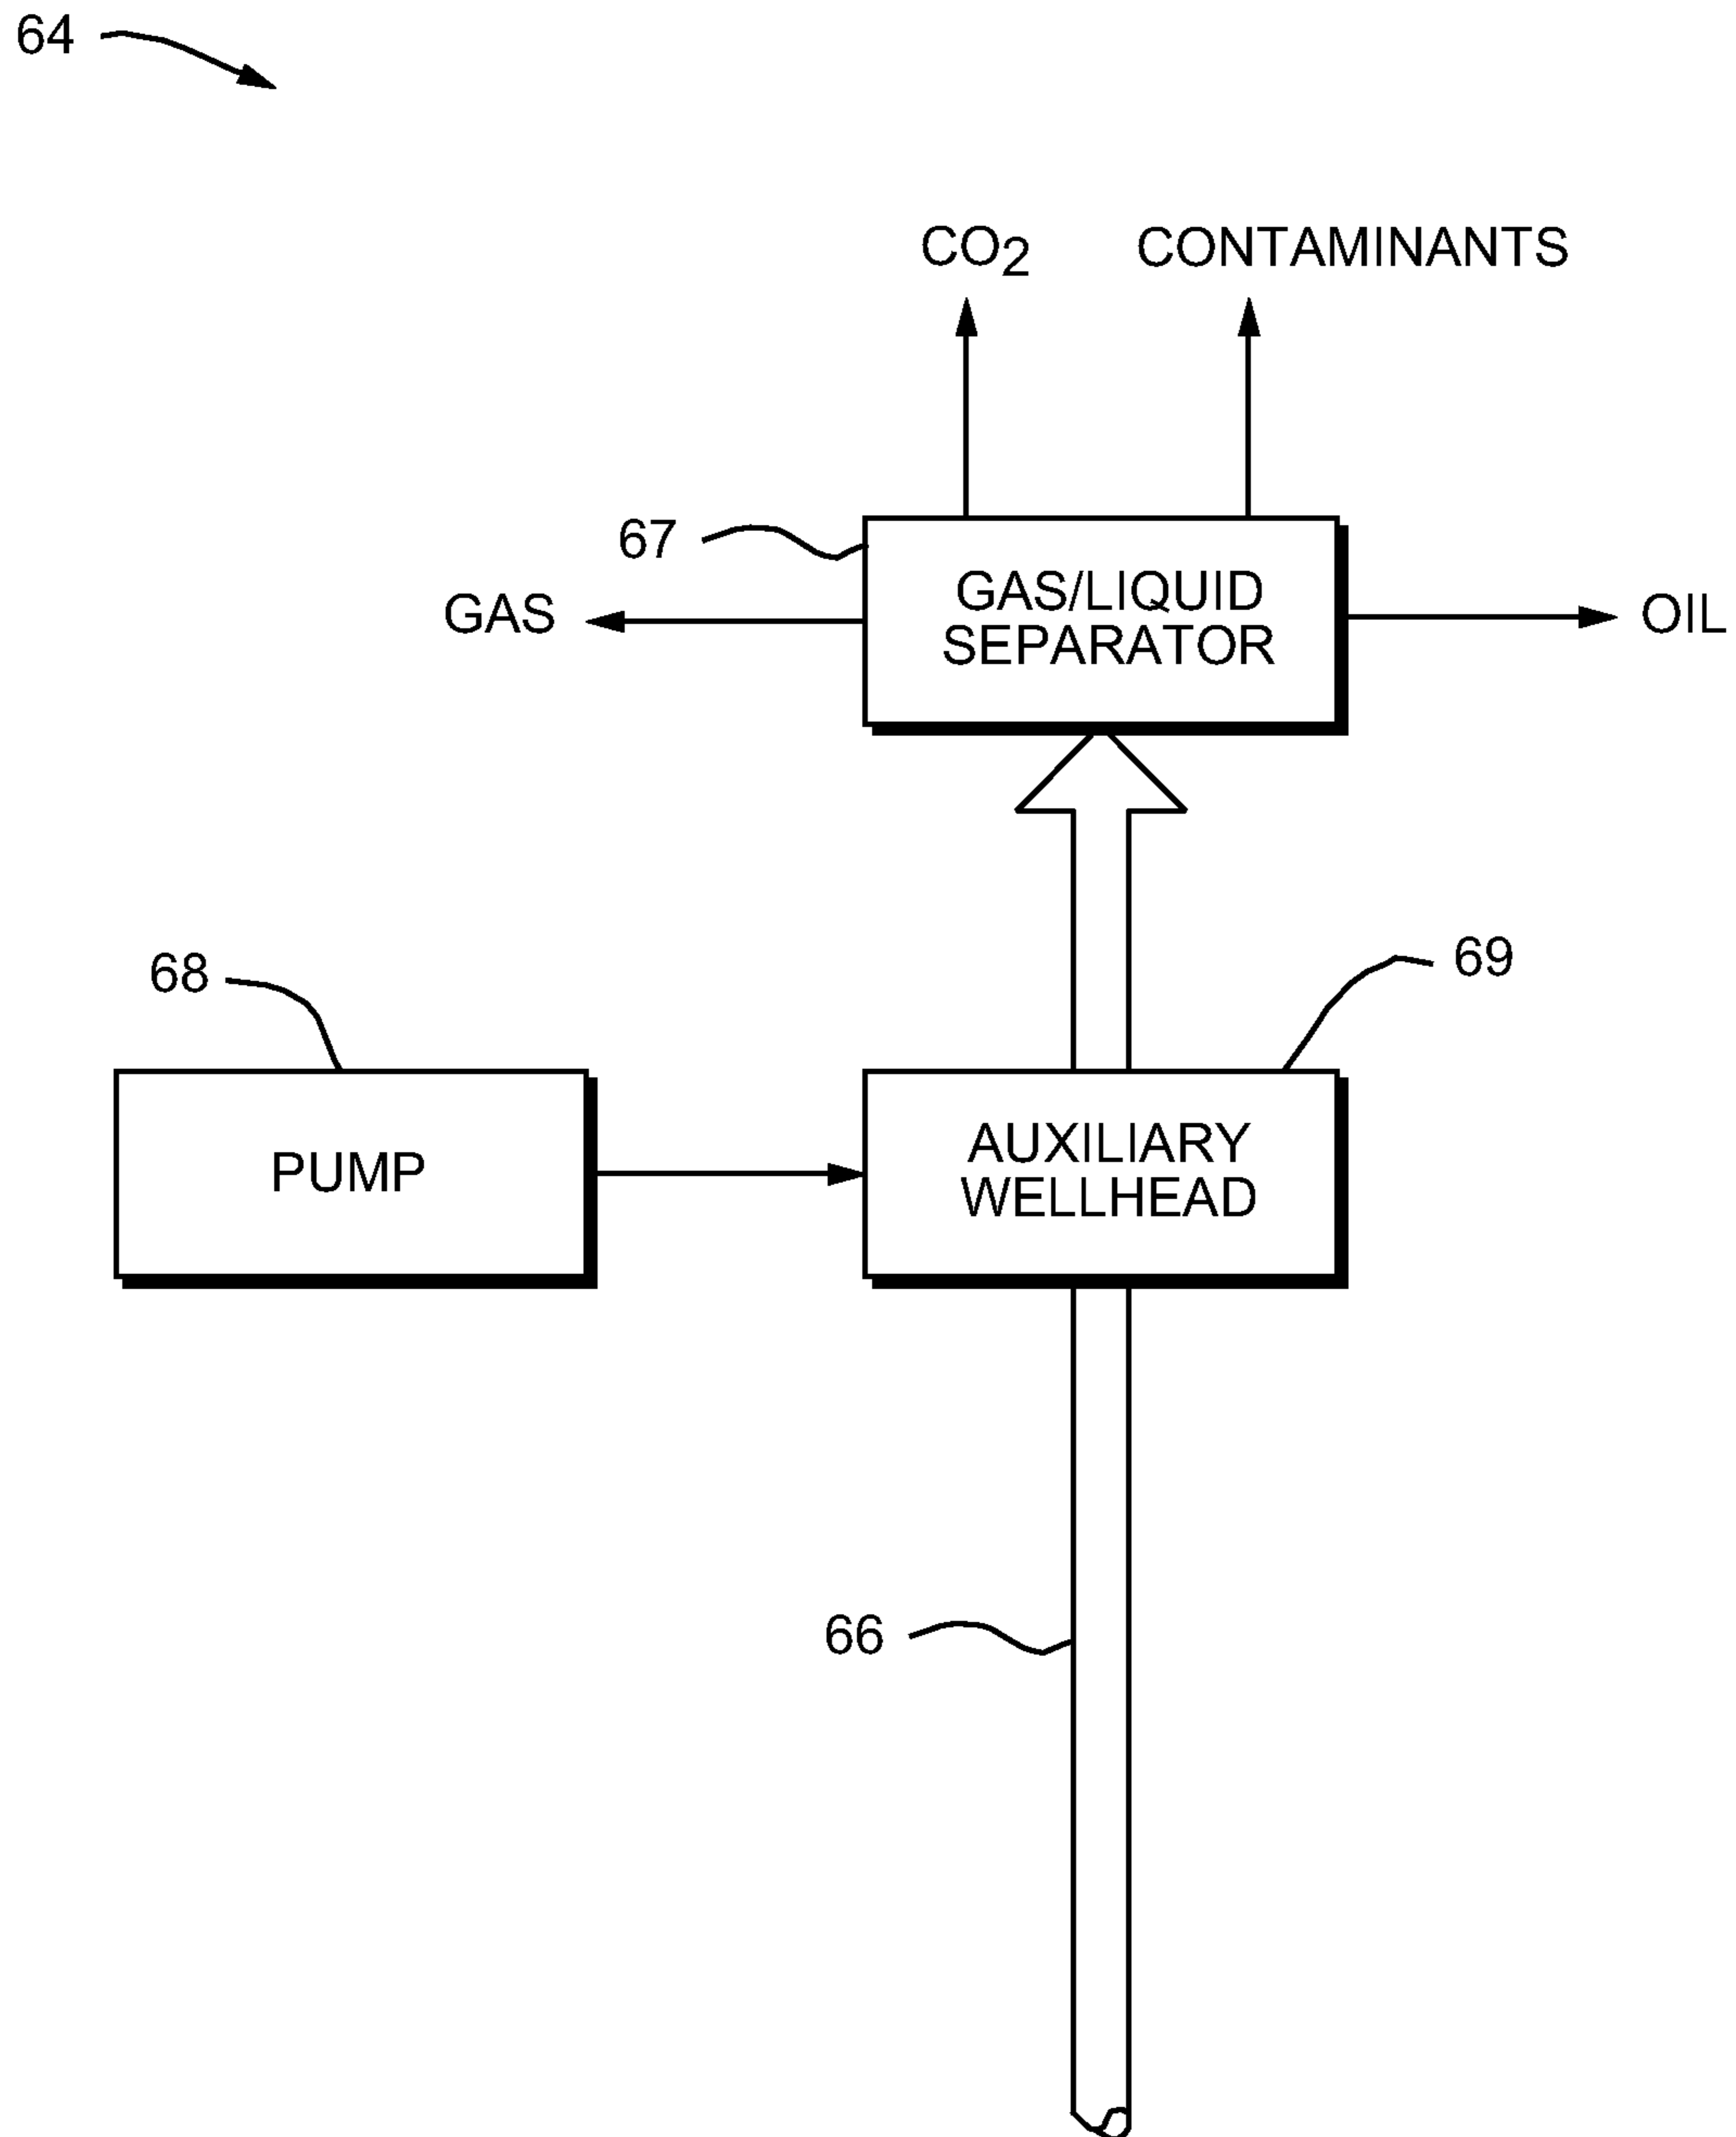 64
CO2 CONTAMINANTS
67
GAS
GAS/LIQUID
SEPARATOR
OIL
68
69
PUMP
AUXILIARY
WELLHEAD
66